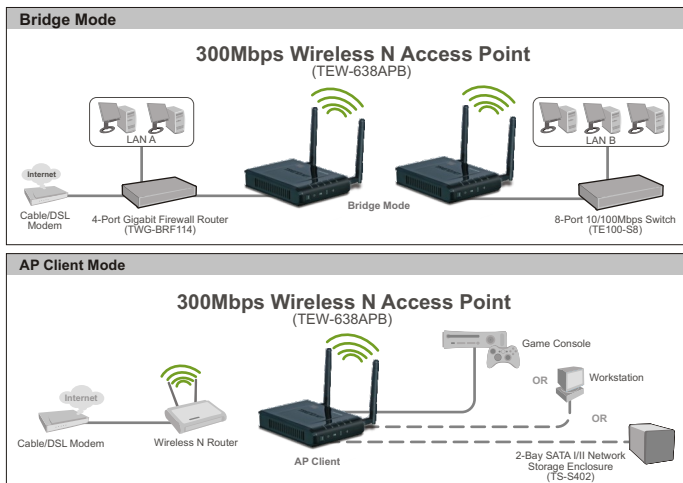 Bridge Mode
300Mbps Wireless N Access Point
(TEW-638APB)
LAN A
LAN B
Internet
Bridge Mode
Cable/DSL
Modem
4-Port Gigabit Firewall Router
(TWG-BRF114)
8-Port 10/100Mbps Switch
(TE100-S8)
AP Client Mode
300Mbps Wireless N Access Point
(TEW-638APB)
Game Console
OR
Workstation
Internet
OR
Cable/DSL Modem
Wireless N Router
AP Client
2-Bay SATA I/II Network
Storage Enclosure
(TS-S402)